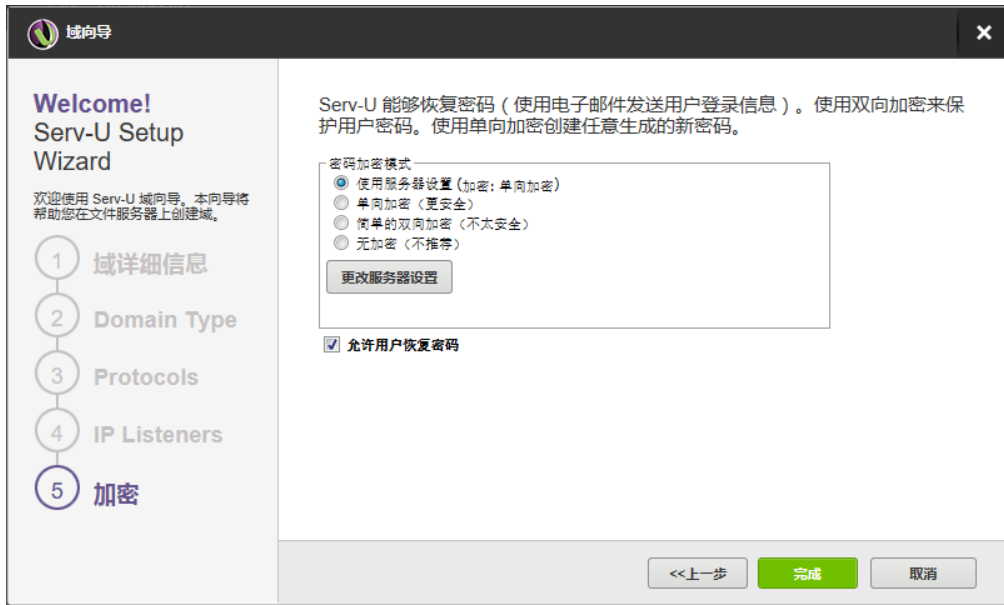 域向导
Welcome!
Serv-U Setup
Wizard
欢迎使用 Serv-U 域向导。本向导将
帮助您在文件服务器上创建域。
1 域详细信息
2 Domain Type
3 Protocols
4 IP Listeners
5 加密
Serv-U 能够恢复密码 ( 使用电子邮件发送用户登录信息 ) 。使用双向加密来保
护用户密码。使用单向加密创建任意生成的新密码。
密码加密模式
使用服务器设置 (加密: 单向加密)
单向加密（更安全）
简单的双向加密（不太安全）
无加密（不推荐）
更改服务器设置
允许用户恢复密码
<<上一步
完成
取消